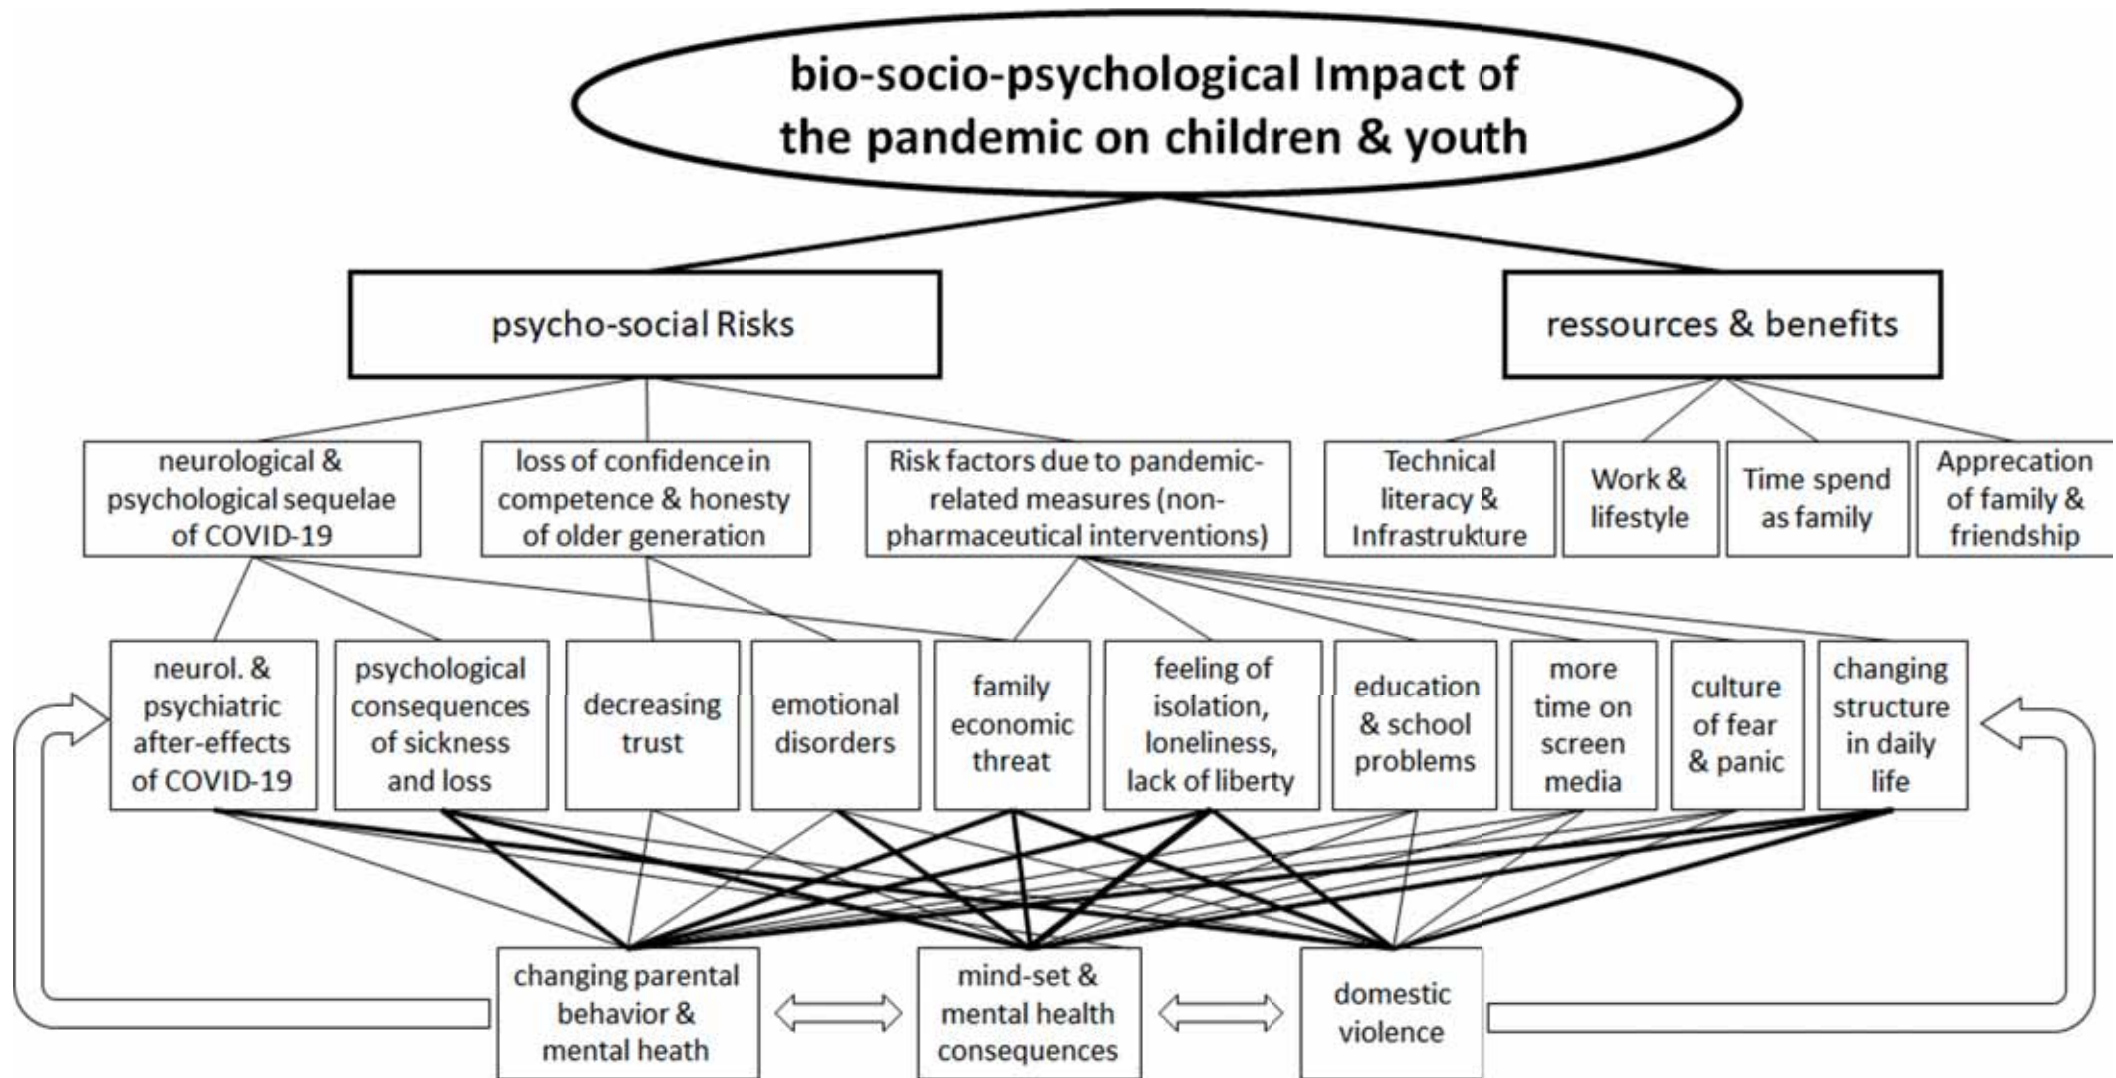 bio-socio-psychological Impact of
the pandemic on children & youth
psycho-social Risks
ressources & benefits
neurological &
psychological sequelae
of COVID-19
loss of confidence in
competence & honesty
of older generation
Risk factors due to pandemic-
related measures (non-
pharmaceutical interventions)
Technical
literacy &
Infrastrukture
Work &
lifestyle
Time spend
as family
Apprecation
of family &
friendship
neurol. &
psychiatric
after-effects
of COVID-19
psychological
consequences
of sickness
and loss
decreasing
trust
emotional
disorders
family
economic
threat
feeling of
isolation,
loneliness,
lack of liberty
education
& school
problems
more
time on
screen
media
culture
of fear
& panic
changing
structure
in daily
life
changing parental
behavior &
mental heath
mind-set &
mental health
consequences
domestic
violence